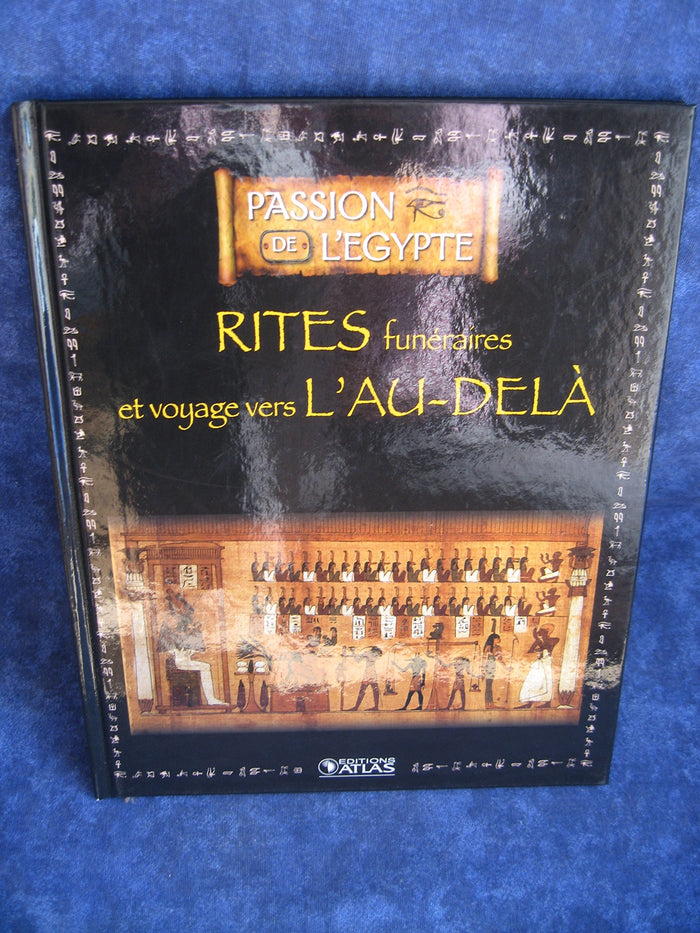 PASSION
DE L'EGYPTE
RITES funéraires
et voyage vers L'AU-DELÀ
EDITIONS
ATLAS